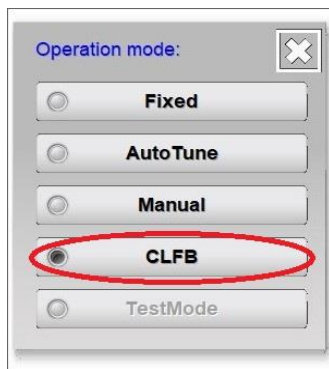 Operation mode:
Fixed
AutoTune
Manual
CLFB
TestMode